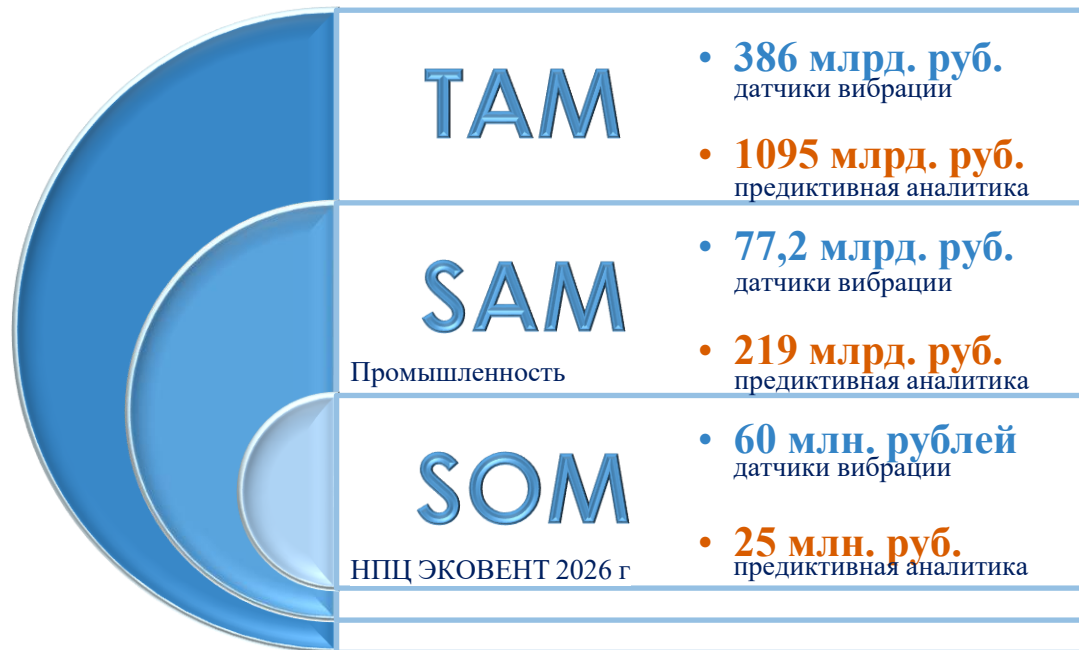 TAM
• 386 млрд. руб.
датчики вибрации
• 1095 млрд. руб.
предиктивная аналитика
SAM
Промышленность
• 77,2 млрд. руб.
датчики вибрации
• 219 млрд. руб.
предиктивная аналитика
SOM
НПЦ ЭКОВЕНТ 2026 г
• 60 млн. рублей
датчики вибрации
• 25 млн. руб.
предиктивная аналитика